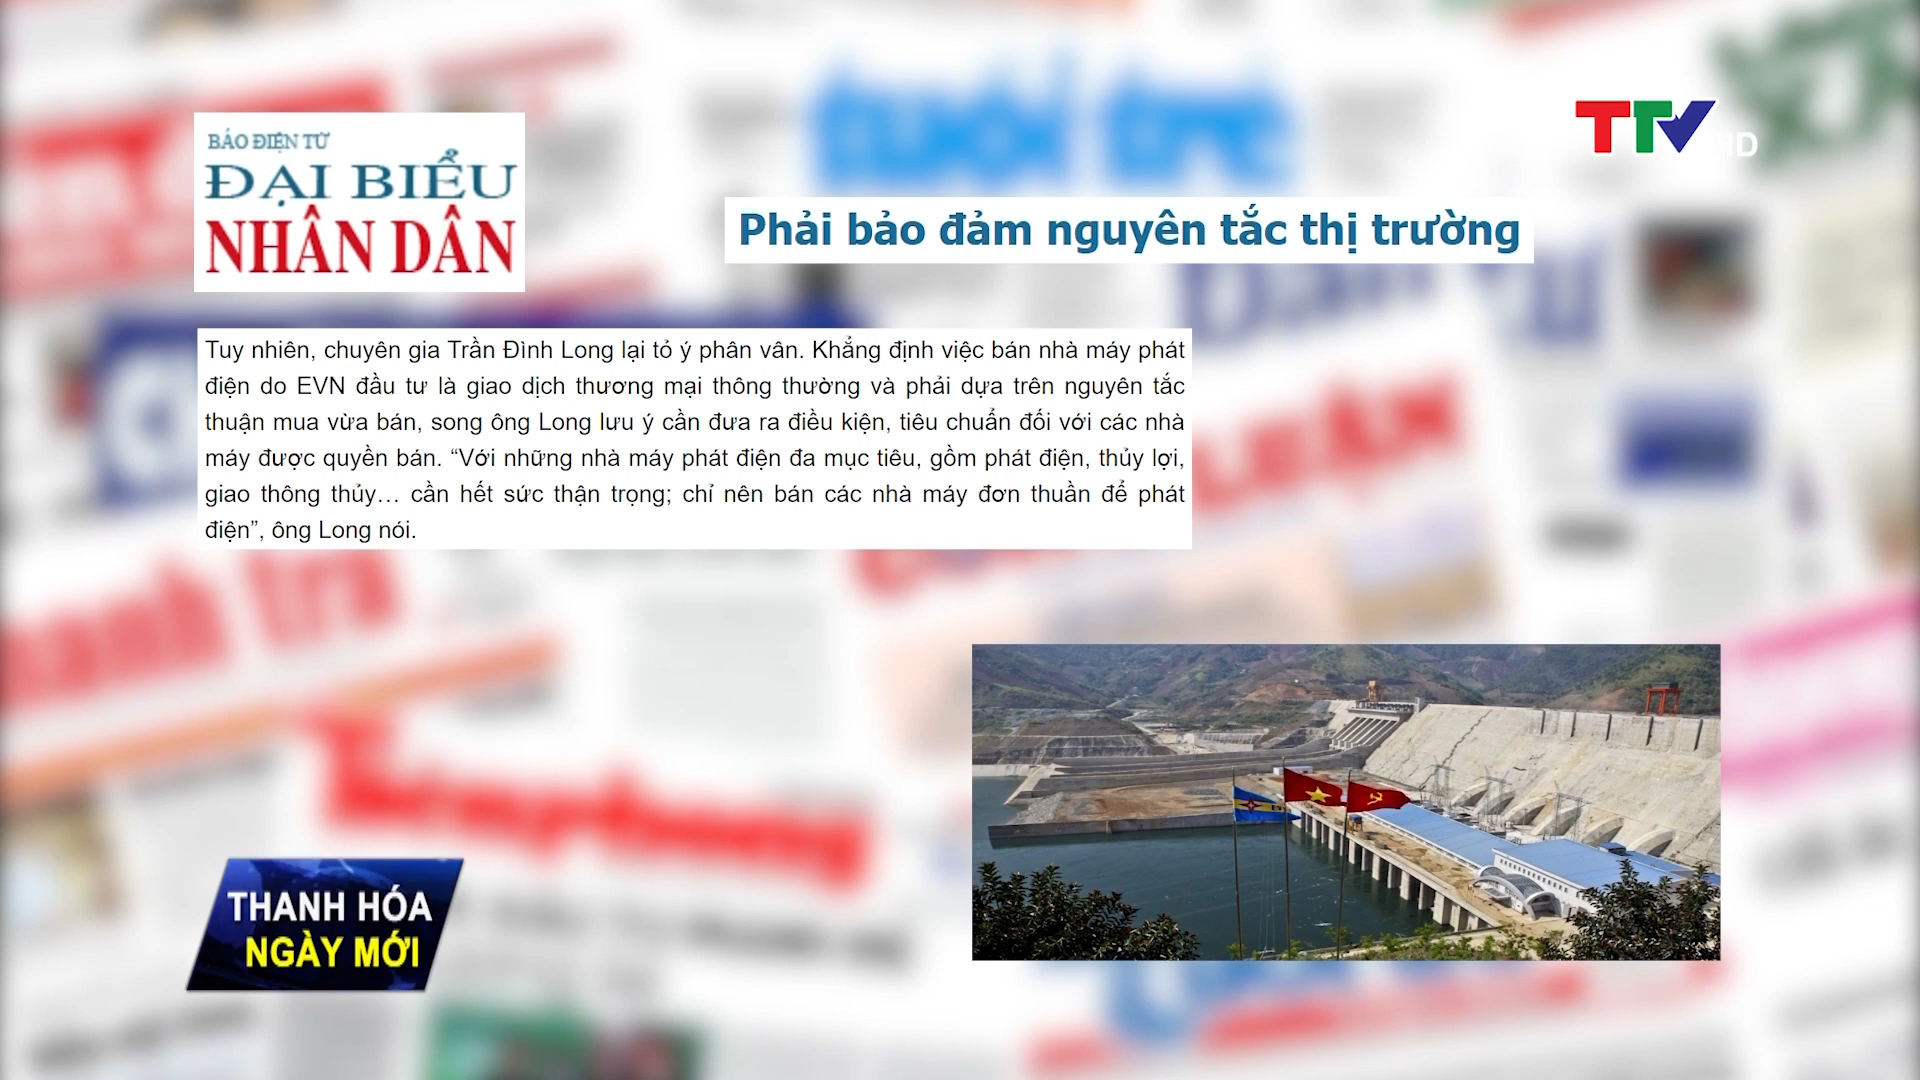 BÁO ĐIỆN TỬ
ĐẠI BIỂU
NHÂN DÂN
TTV HD
Phải bảo đảm nguyên tắc thị trường
Tuy nhiên, chuyên gia Trần Đình Long lại tỏ ý phân vân. Khẳng định việc bán nhà máy phát
điện do EVN đầu tư là giao dịch thương mại thông thường và phải dựa trên nguyên tắc
thuận mua vừa bán, song ông Long lưu ý cần đưa ra điều kiện, tiêu chuẩn đối với các nhà
máy được quyền bán. “Với những nhà máy phát điện đa mục tiêu, gồm phát điện, thủy lợi,
giao thông thủy… cần hết sức thận trọng; chỉ nên bán các nhà máy đơn thuần để phát
điện”, ông Long nói.
THANH HÓA
NGÀY MỚI